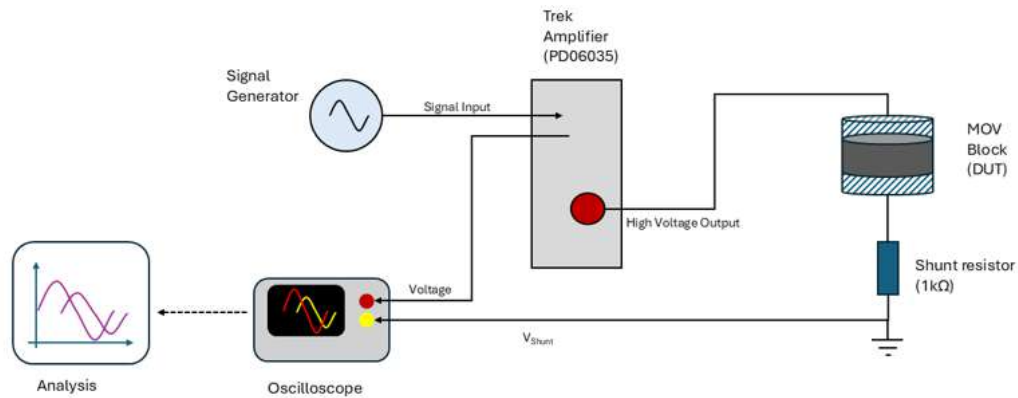 Trek
Amplifier
(PD06035)
Signal
Generator
Signal Input
MOV
Block
(DUT)
High Voltage Output
Shunt resistor
(1kΩ)
Voltage
VShunt
Analysis
Oscilloscope